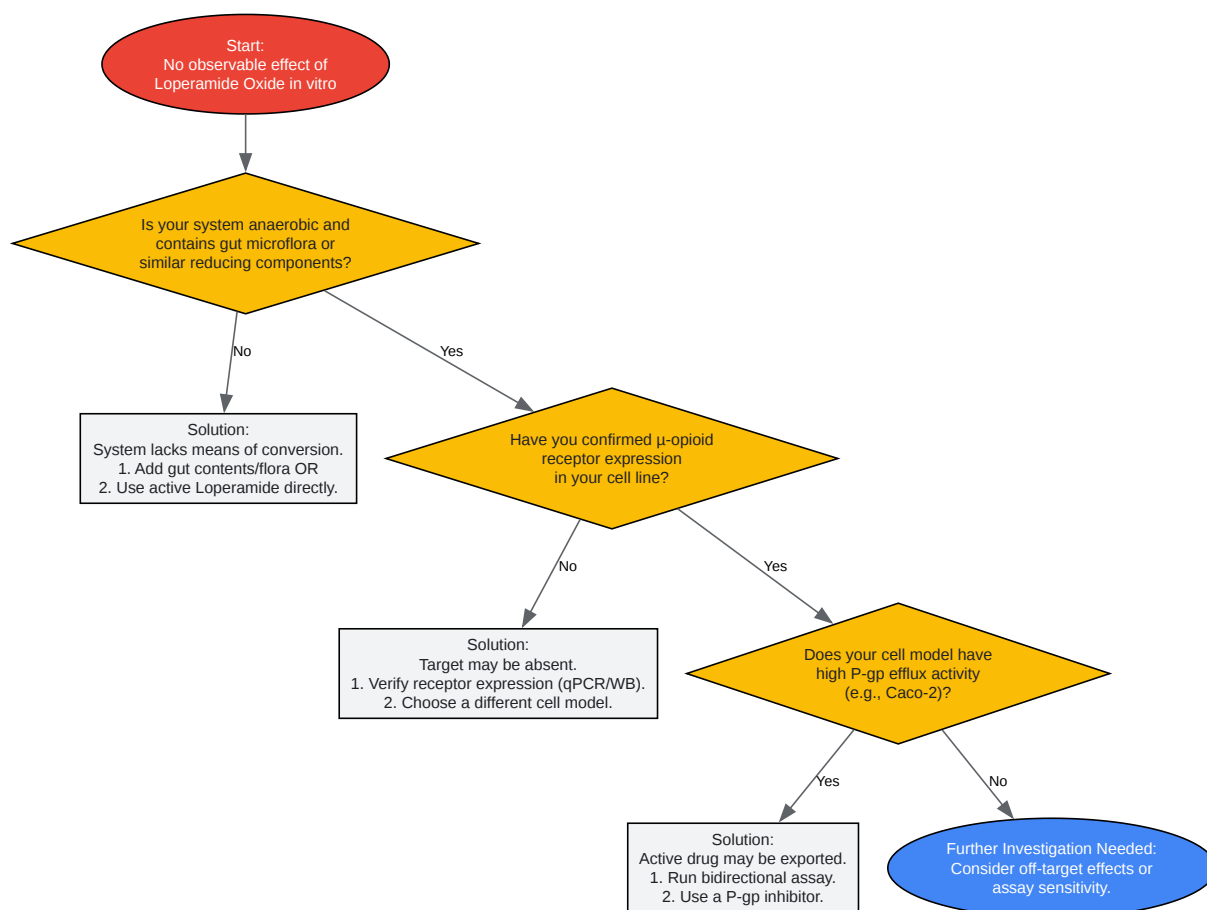 Start:
No observable effect of
Loperamide Oxide in vitro
Is your system anaerobic and
contains gut microflora or
similar reducing components?
No
Yes
Solution:
System lacks means of conversion.
1. Add gut contents/flora OR
2. Use active Loperamide directly.
Have you confirmed µ-opioid
receptor expression
in your cell line?
No
Yes
Solution:
Target may be absent.
1. Verify receptor expression (qPCR/WB).
2. Choose a different cell model.
Does your cell model have
high P-gp efflux activity
(e.g., Caco-2)?
Yes
No
Solution:
Active drug may be exported.
1. Run bidirectional assay.
2. Use a P-gp inhibitor.
Further Investigation Needed:
Consider off-target effects or
assay sensitivity.